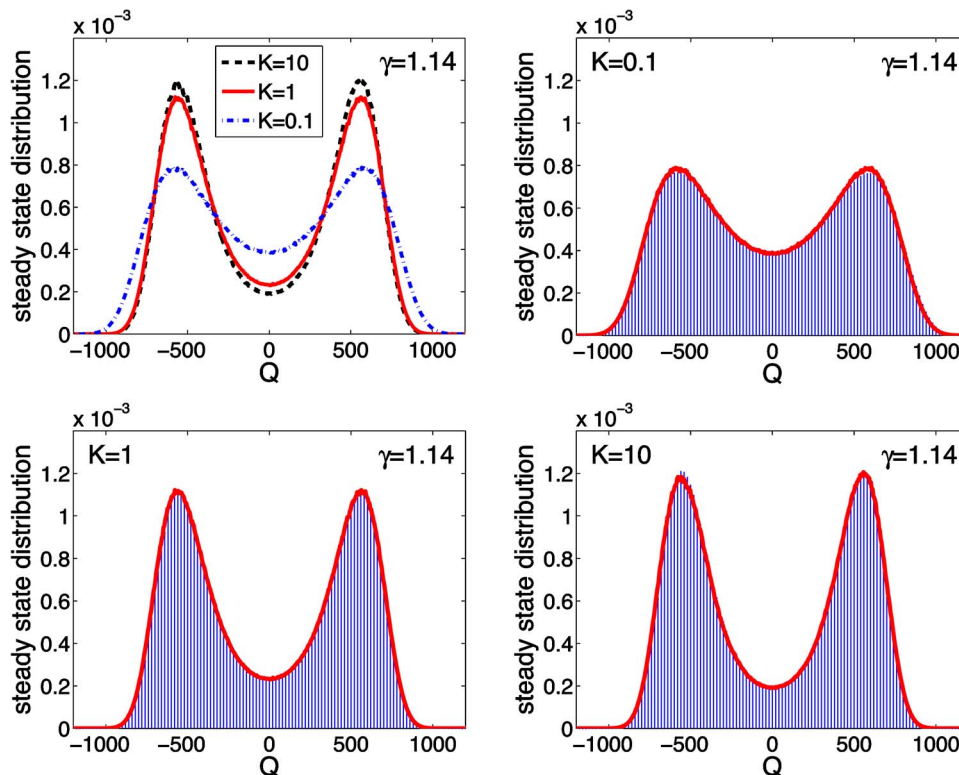 x 10⁻³
steady state distribution
1.2
1
0.8
0.6
0.4
0.2
0
K=10
K=1
K=0.1
γ=1.14
−1000 −500 0 500 1000
Q
x 10⁻³
steady state distribution
K=0.1 γ=1.14
1.2
1
0.8
0.6
0.4
0.2
0
−1000 −500 0 500 1000
Q
x 10⁻³
steady state distribution
K=1 γ=1.14
1.2
1
0.8
0.6
0.4
0.2
0
−1000 −500 0 500 1000
Q
x 10⁻³
steady state distribution
K=10 γ=1.14
1.2
1
0.8
0.6
0.4
0.2
0
−1000 −500 0 500 1000
Q